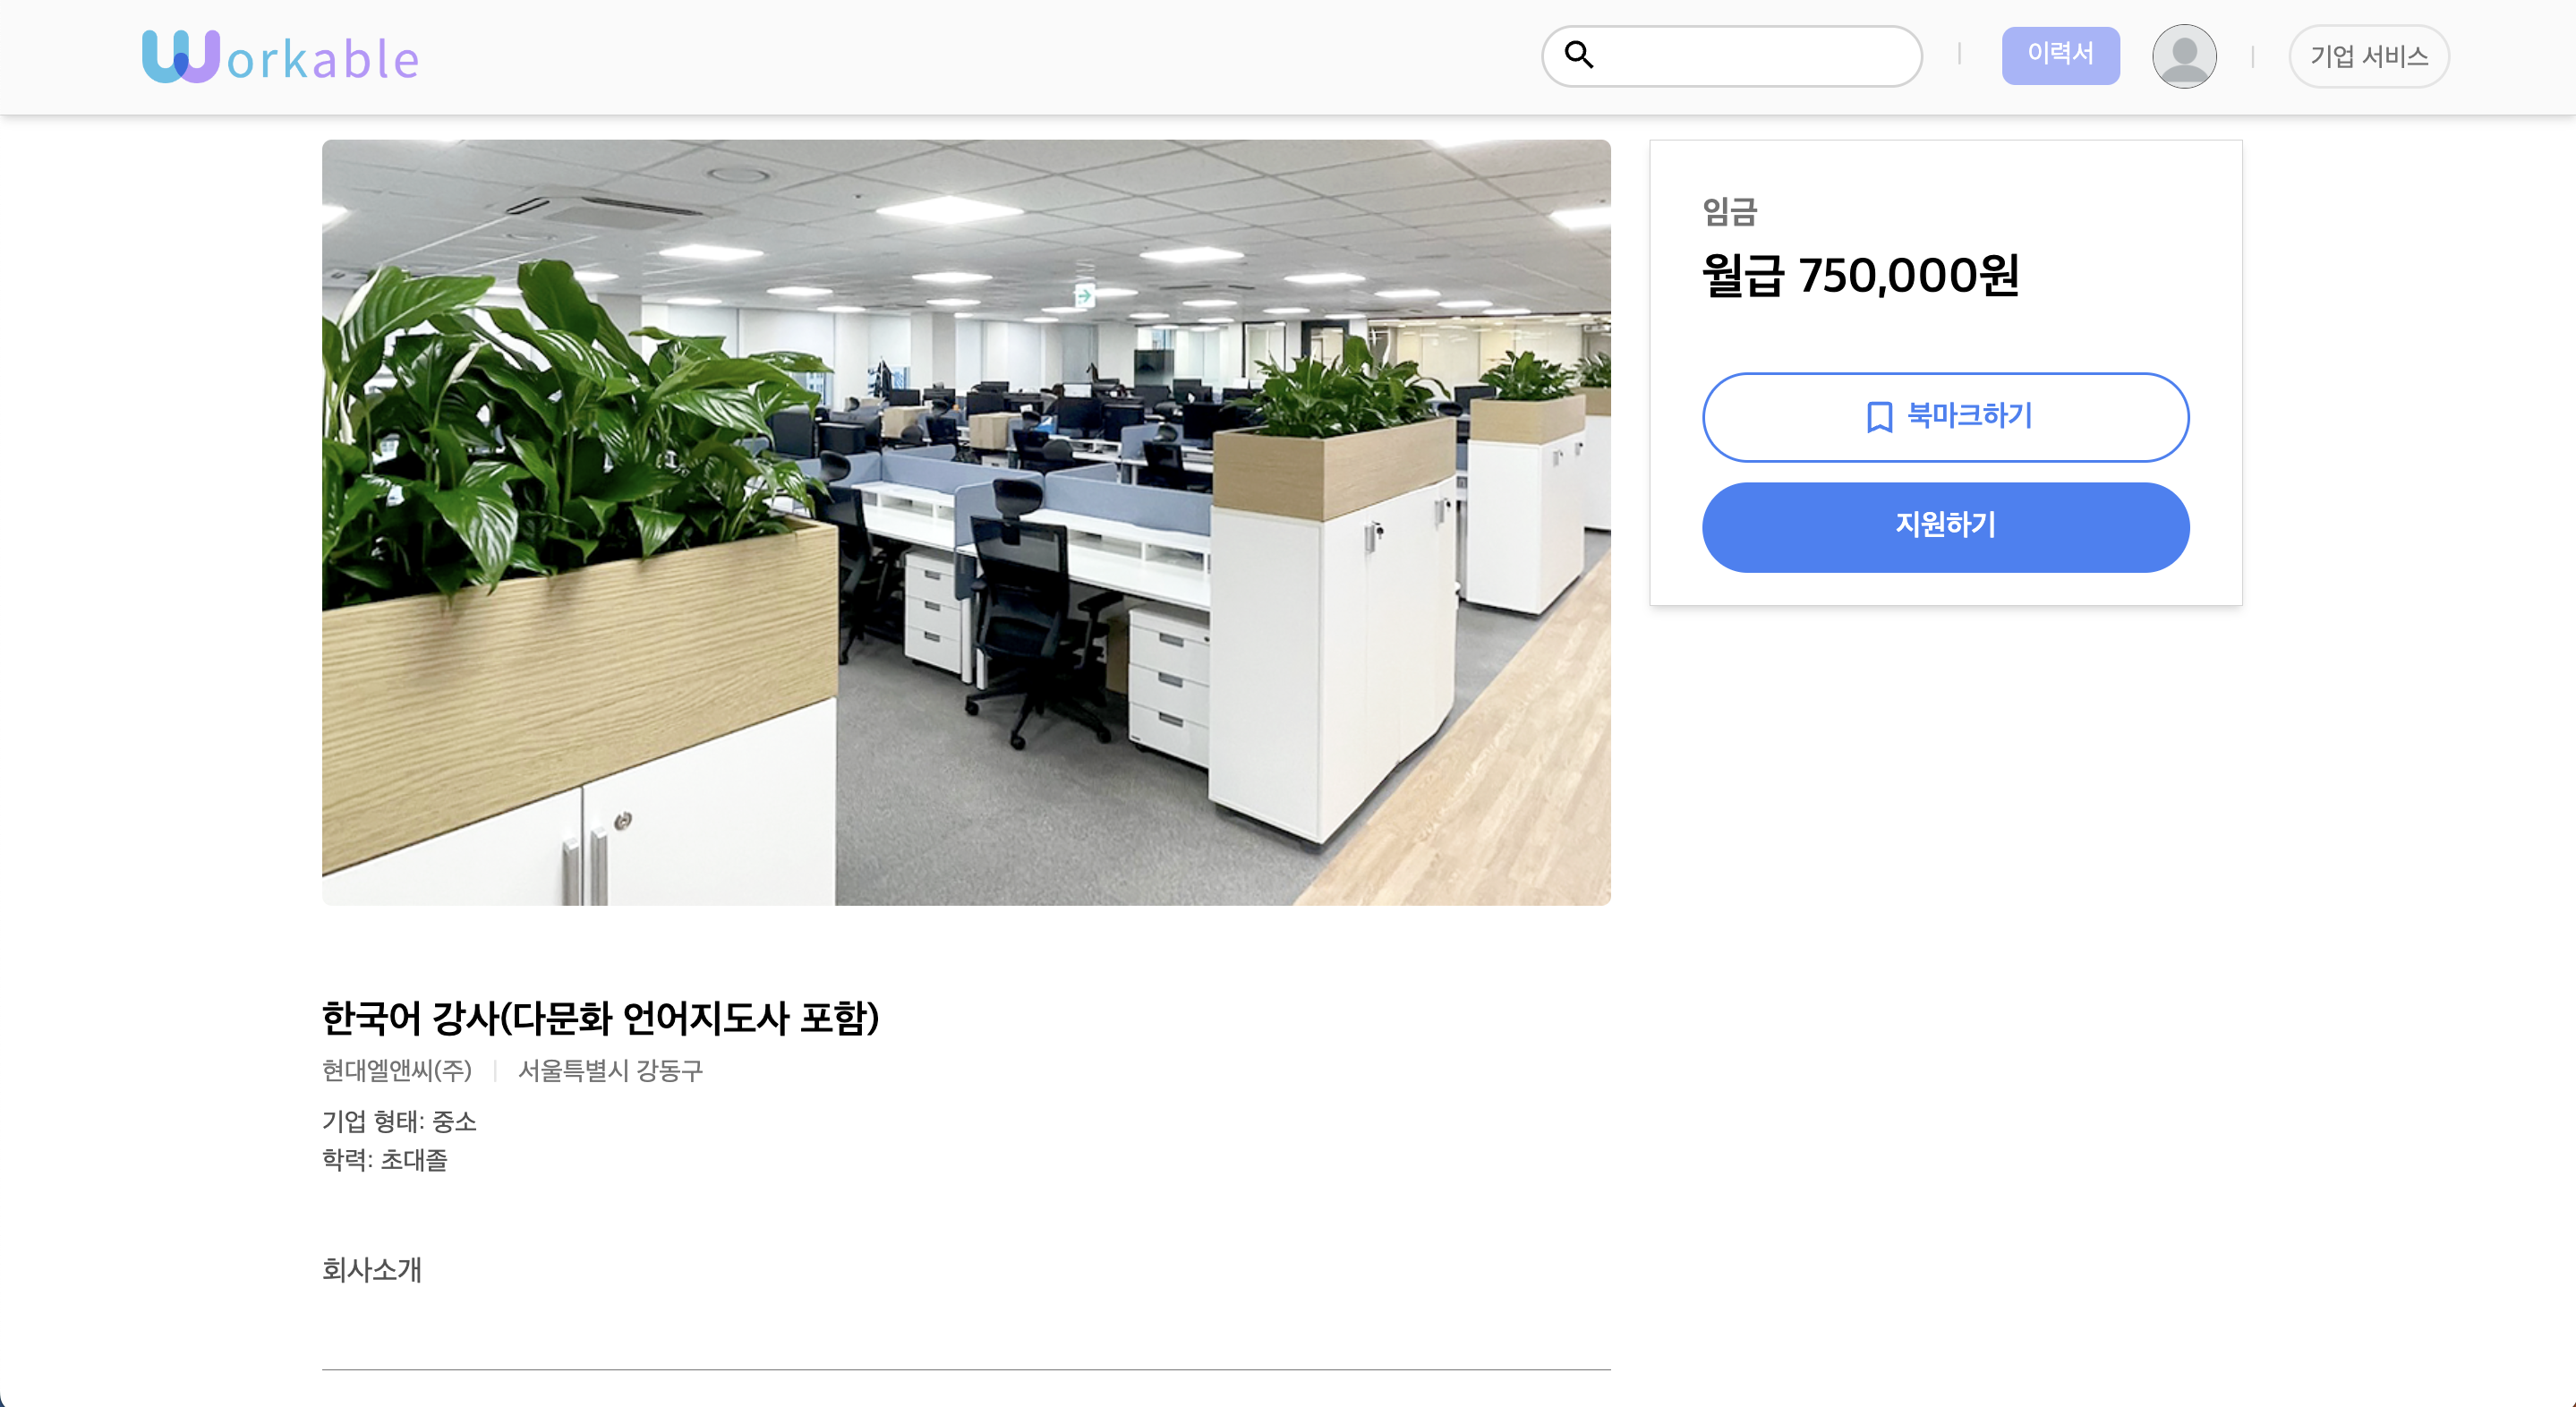 Workable
이력서
기업 서비스
임금
월급 750,000원
북마크하기
지원하기
한국어 강사(다문화 언어지도사 포함)
현대엘앤씨(주) | 서울특별시 강동구
기업 형태: 중소
학력: 초대졸
회사소개